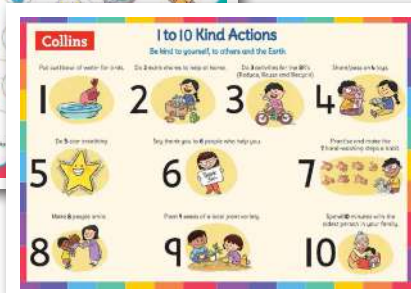 Collins
1 to 10 Kind Actions
Be kind to yourself, to others and the Earth
Put out 1 bowl of water for birds.
Do 2 extra chores to help at home.
Do 3 activities for the 3R's
(Reduce, Reuse and Recycle)
Share/pass on 4 toys.
1
2
3
4
Do 5 star breathing
Say thank you to 6 people who help you.
Practise and make the
7 hand-washing steps a habit.
5
6
Thank
You
7
Make 8 people smile.
Plant 9 seeds of a local plant variety.
Spend 10 minutes with the
oldest person in your family.
8
9
10